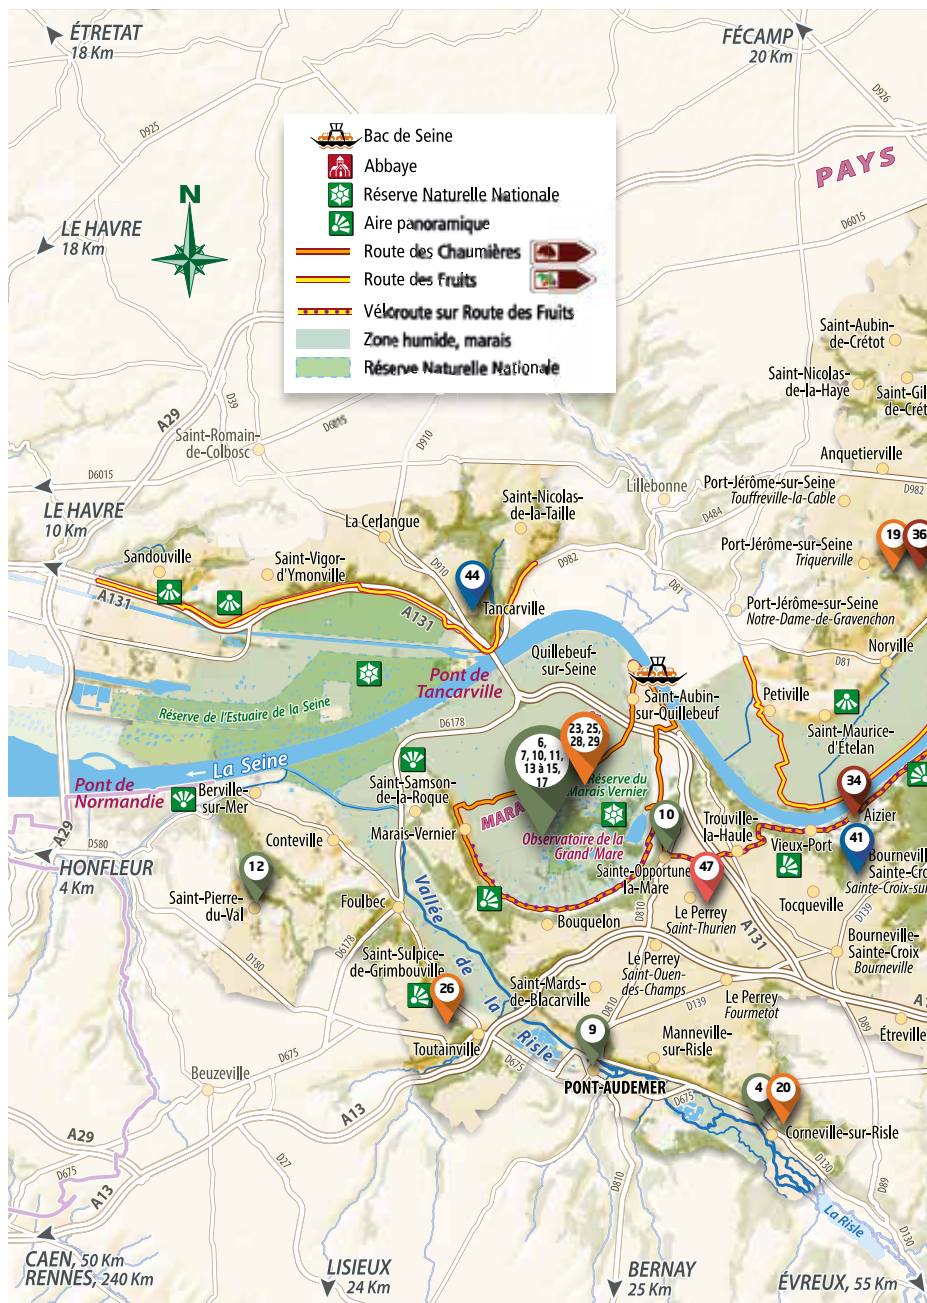 ÉTRETAT
18 Km
FÉCAMP
20 Km
D926
D925
PAYS
Bac de Seine
Abbaye
Réserve Naturelle Nationale
Aire panoramique
Route des Chaumières
Route des Fruits
Véloroute sur Route des Fruits
Zone humide, marais
Réserve Naturelle Nationale
N
LE HAVRE
18 Km
D6015
Saint-Aubin-
de-Crétot
Saint-Nicolas-
de-la-Haye
Saint-Gil
de-Crét
A29
D39
Saint-Romain-
de-Colbosc
D6015
D910
Anquetierville
D6015
Lillebonne
Port-Jérôme-sur-Seine
Touffreville-la-Cable
D982
LE HAVRE
10 Km
La Cerlangue
Saint-Nicolas-
de-la-Taille
D484
19
36
Port-Jérôme-sur-Seine
Triquerville
Sandouville
Saint-Vigor-
d'Ymonville
D910
44
D982
Tancarville
D81
A131
A131
Port-Jérôme-sur-Seine
Notre-Dame-de-Gravenchon
Norville
D81
Quillebeuf-
sur-Seine
Pont de
Tancarville
Petiville
Saint-Aubin-
sur-Quillebeuf
Réserve de l'Estuaire de la Seine
D6178
Saint-Maurice-
d'Ételan
6,
7, 10, 11,
13 à 15,
17
23, 25,
28, 29
La Seine
Saint-Samson-
de-la-Roque
Réserve du
Marais Vernier
34
Pont de
Normandie
Berville-
sur-Mer
MARA
Aizier
Marais-Vernier
Observatoire de la
Grand' Mare
10
Trouville-
la-Haule
Vieux-Port
41
A29
D580
Conteville
HONFLEUR
4 Km
12
Sainte-Opportune-
la-Mare
47
Bourneville
Sainte-Cro
Sainte-Croix-sur
Saint-Pierre-
du-Val
Vallée
de
la
Risle
Foulbec
Bouquelon
D810
Le Perrey
Saint-Thurien
Tocqueville
D139
A131
D6178
D180
Saint-Sulpice-
de-Grimbouville
26
Le Perrey
Saint-Ouen-
des-Champs
Bourneville-
Sainte-Croix
Bourneville
Saint-Mards-
de-Blacarville
D810
D139
Le Perrey
Fourmetot
A1
D89
Étreville
Toutainville
9
Manneville-
sur-Risle
D675
D675
PONT-AUDEMER
Beuzeville
D675
4
20
Corneville-sur-Risle
A13
A29
D675
A13
D27
D810
D130
D89
La Risle
D130
CAEN, 50 Km
RENNES, 240 Km
LISIEUX
24 Km
BERNAY
25 Km
ÉVREUX, 55 Km